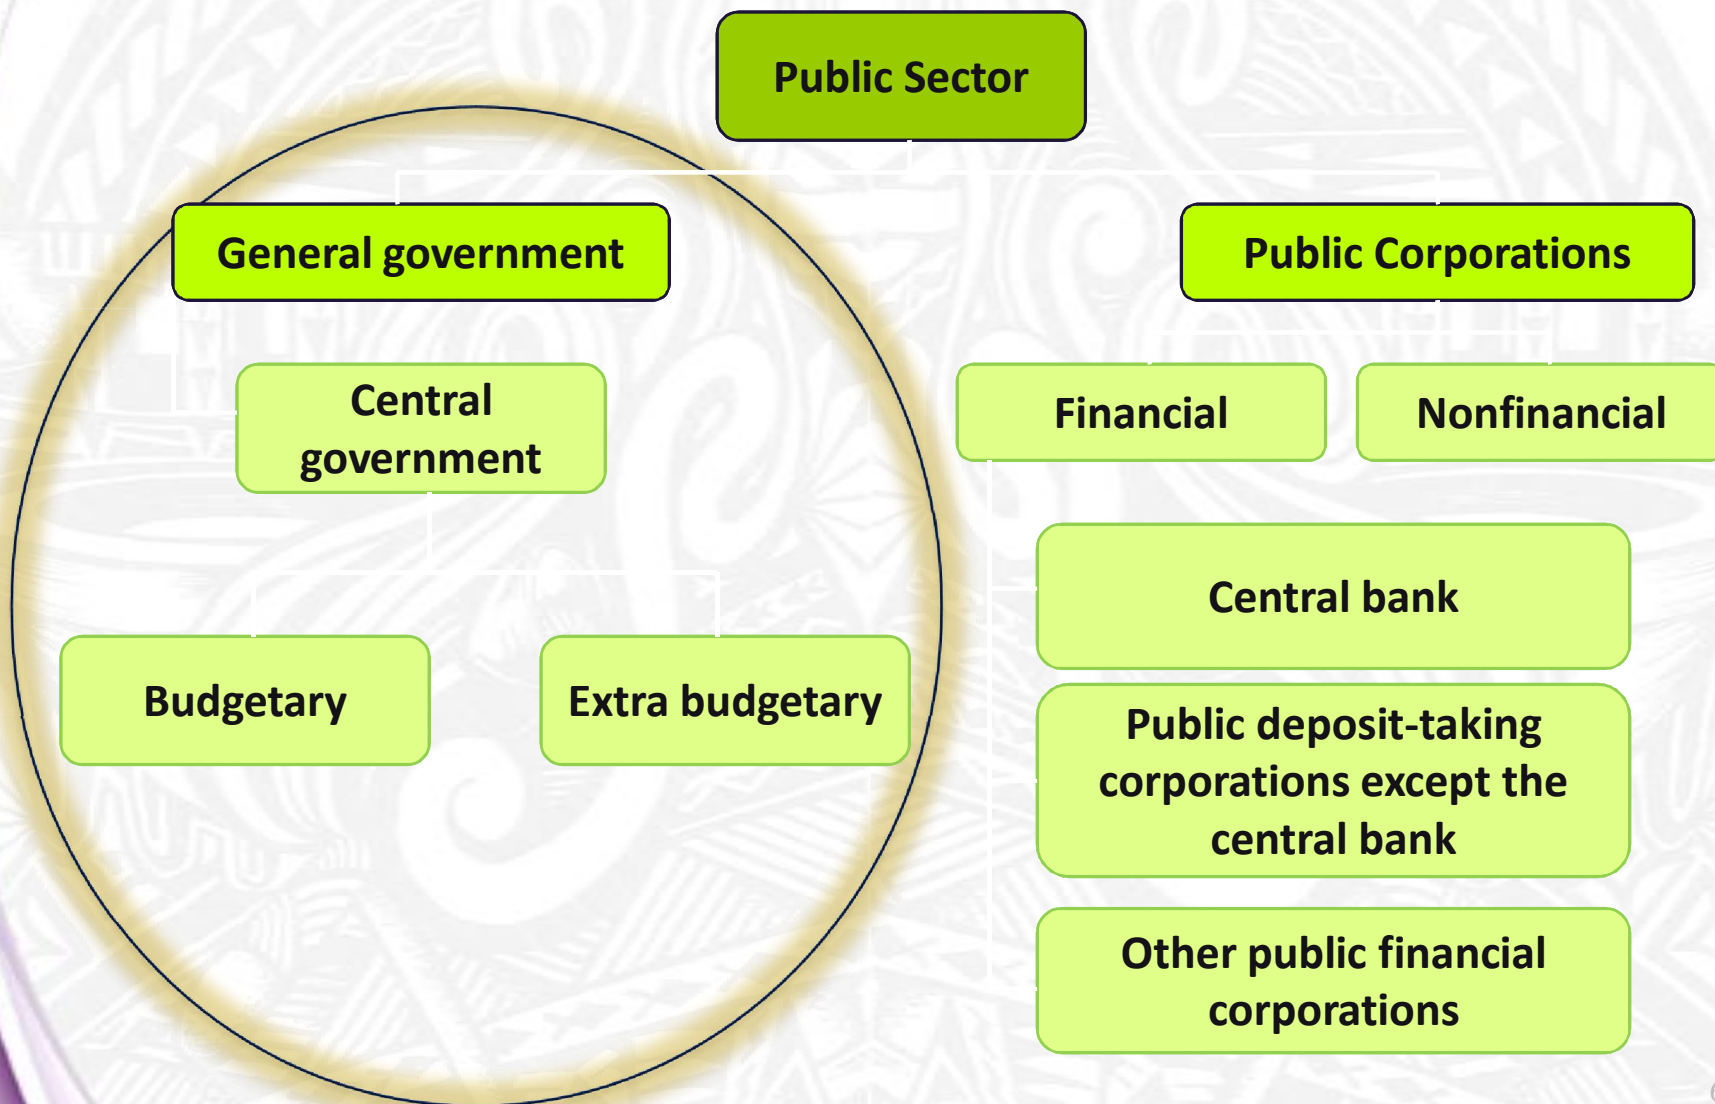 Public Sector
General government
Public Corporations
Central
government
Financial
Nonfinancial
Budgetary
Extra budgetary
Central bank
Public deposit-taking
corporations except the
central bank
Other public financial
corporations
6